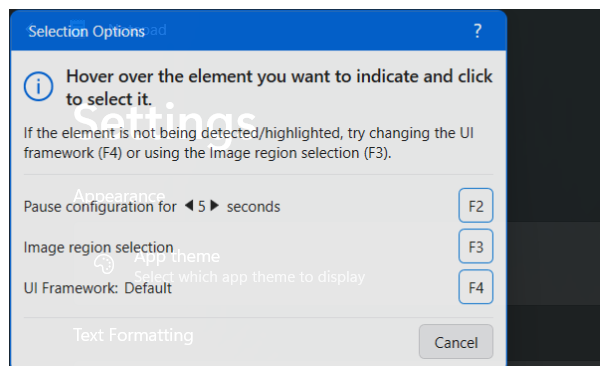 Selection Options
Notepad
?
Hover over the element you want to indicate and click
to select it.
Settings
If the element is not being detected/highlighted, try changing the UI
framework (F4) or using the Image region selection (F3).
Appearance
Pause configuration for ◀ 5 ▶ seconds
F2
Image region selection
F3
App theme
Select which app theme to display
UI Framework: Default
F4
Text Formatting
Cancel